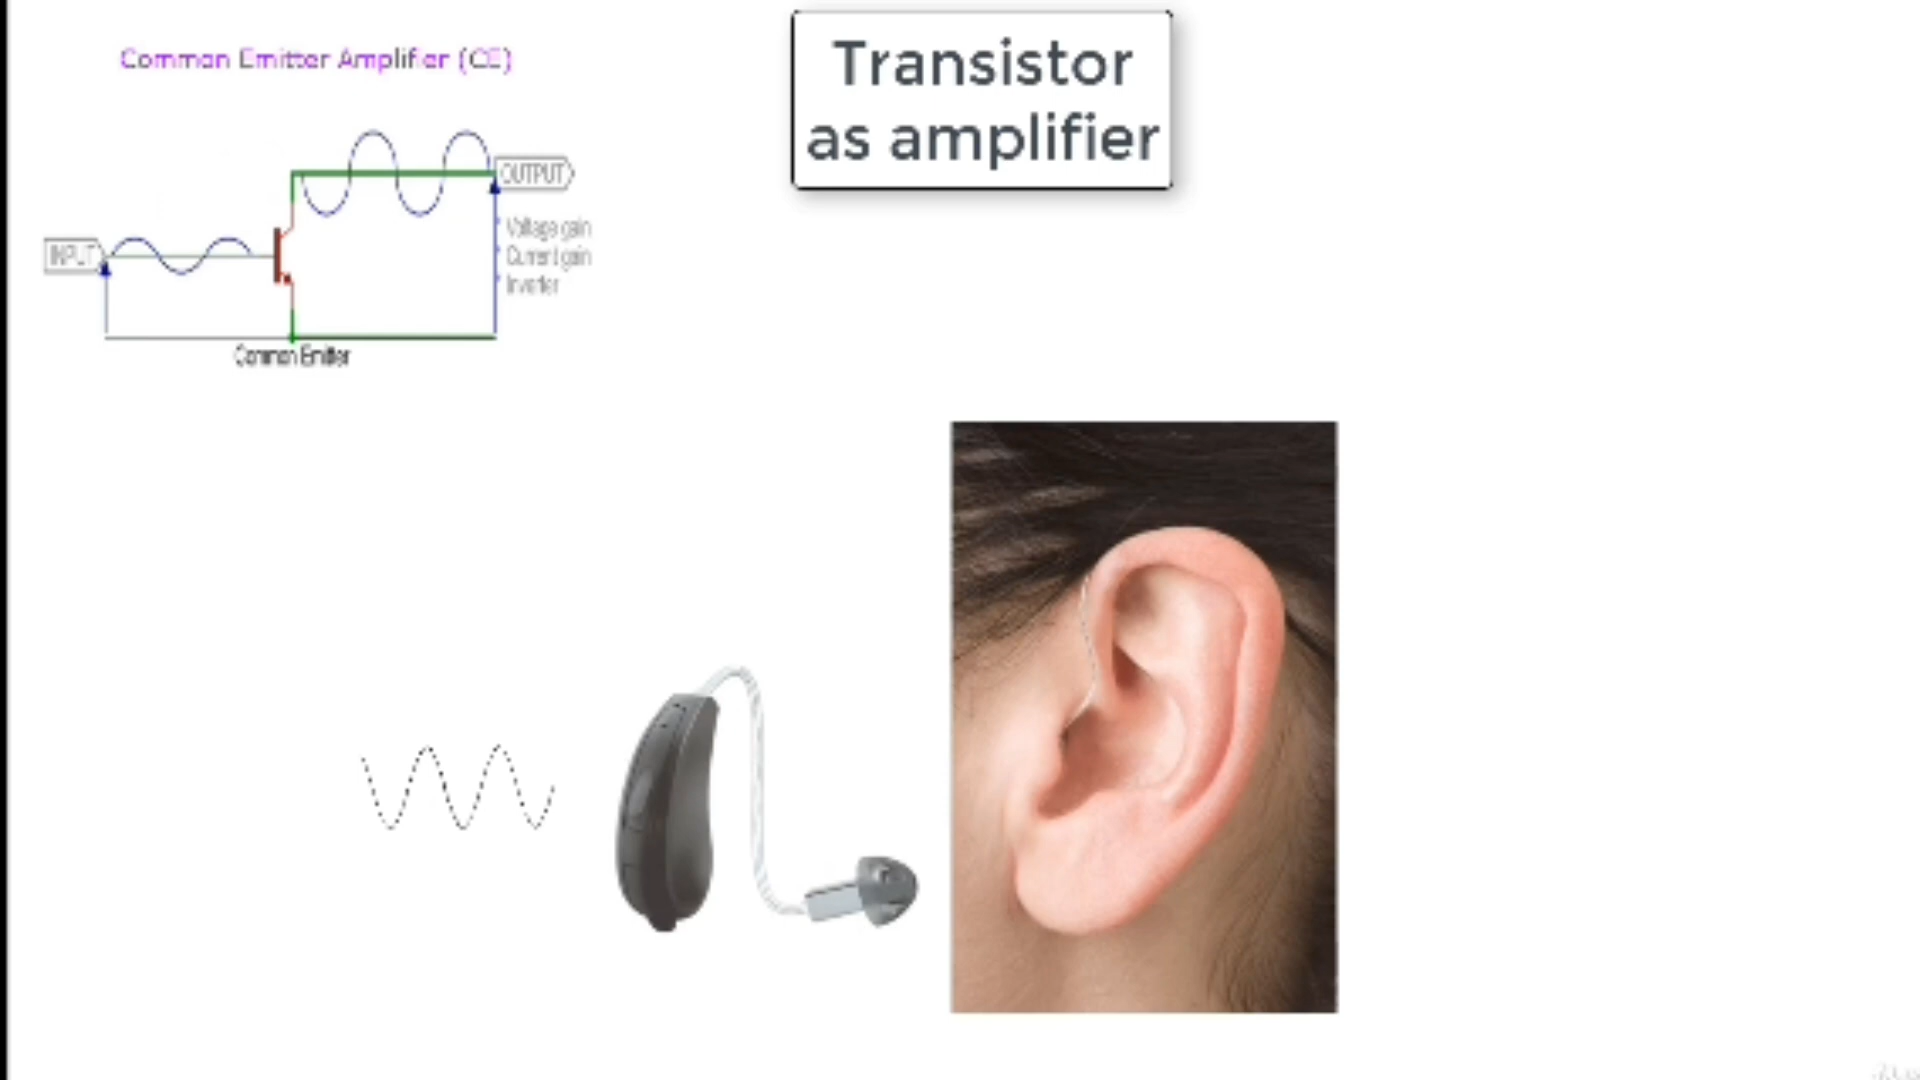 Common Emitter Amplifier (CE)
Transistor
as amplifier
OUTPUT
Voltage gain
Current gain
Inverter
INPUT
Common Emitter